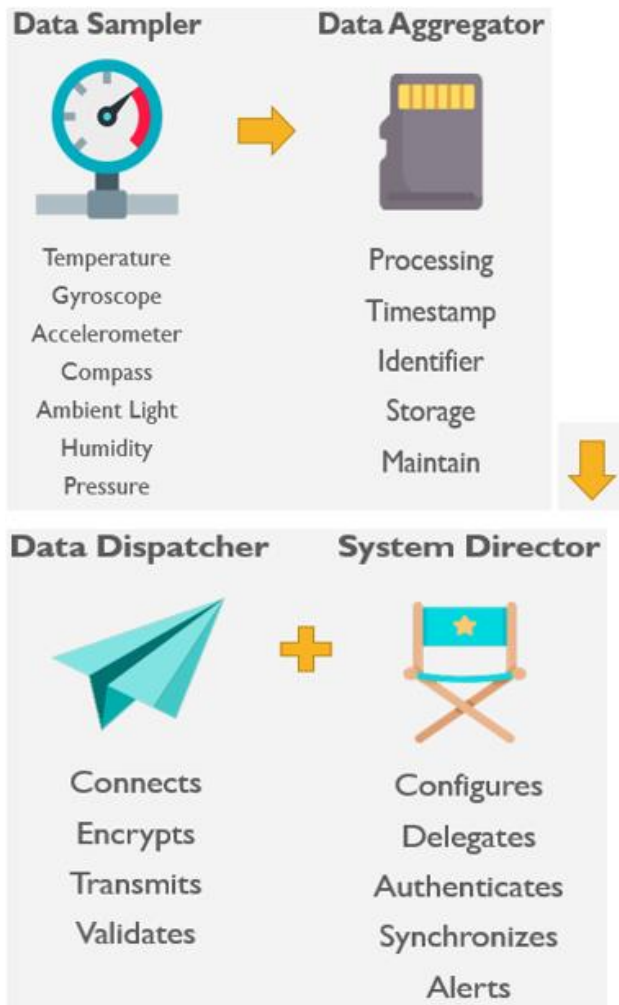 Data Sampler
Temperature
Gyroscope
Accelerometer
Compass
Ambient Light
Humidity
Pressure
Data Aggregator
Processing
Timestamp
Identifier
Storage
Maintain
Data Dispatcher
Connects
Encrypts
Transmits
Validates
System Director
Configures
Delegates
Authenticates
Synchronizes
Alerts